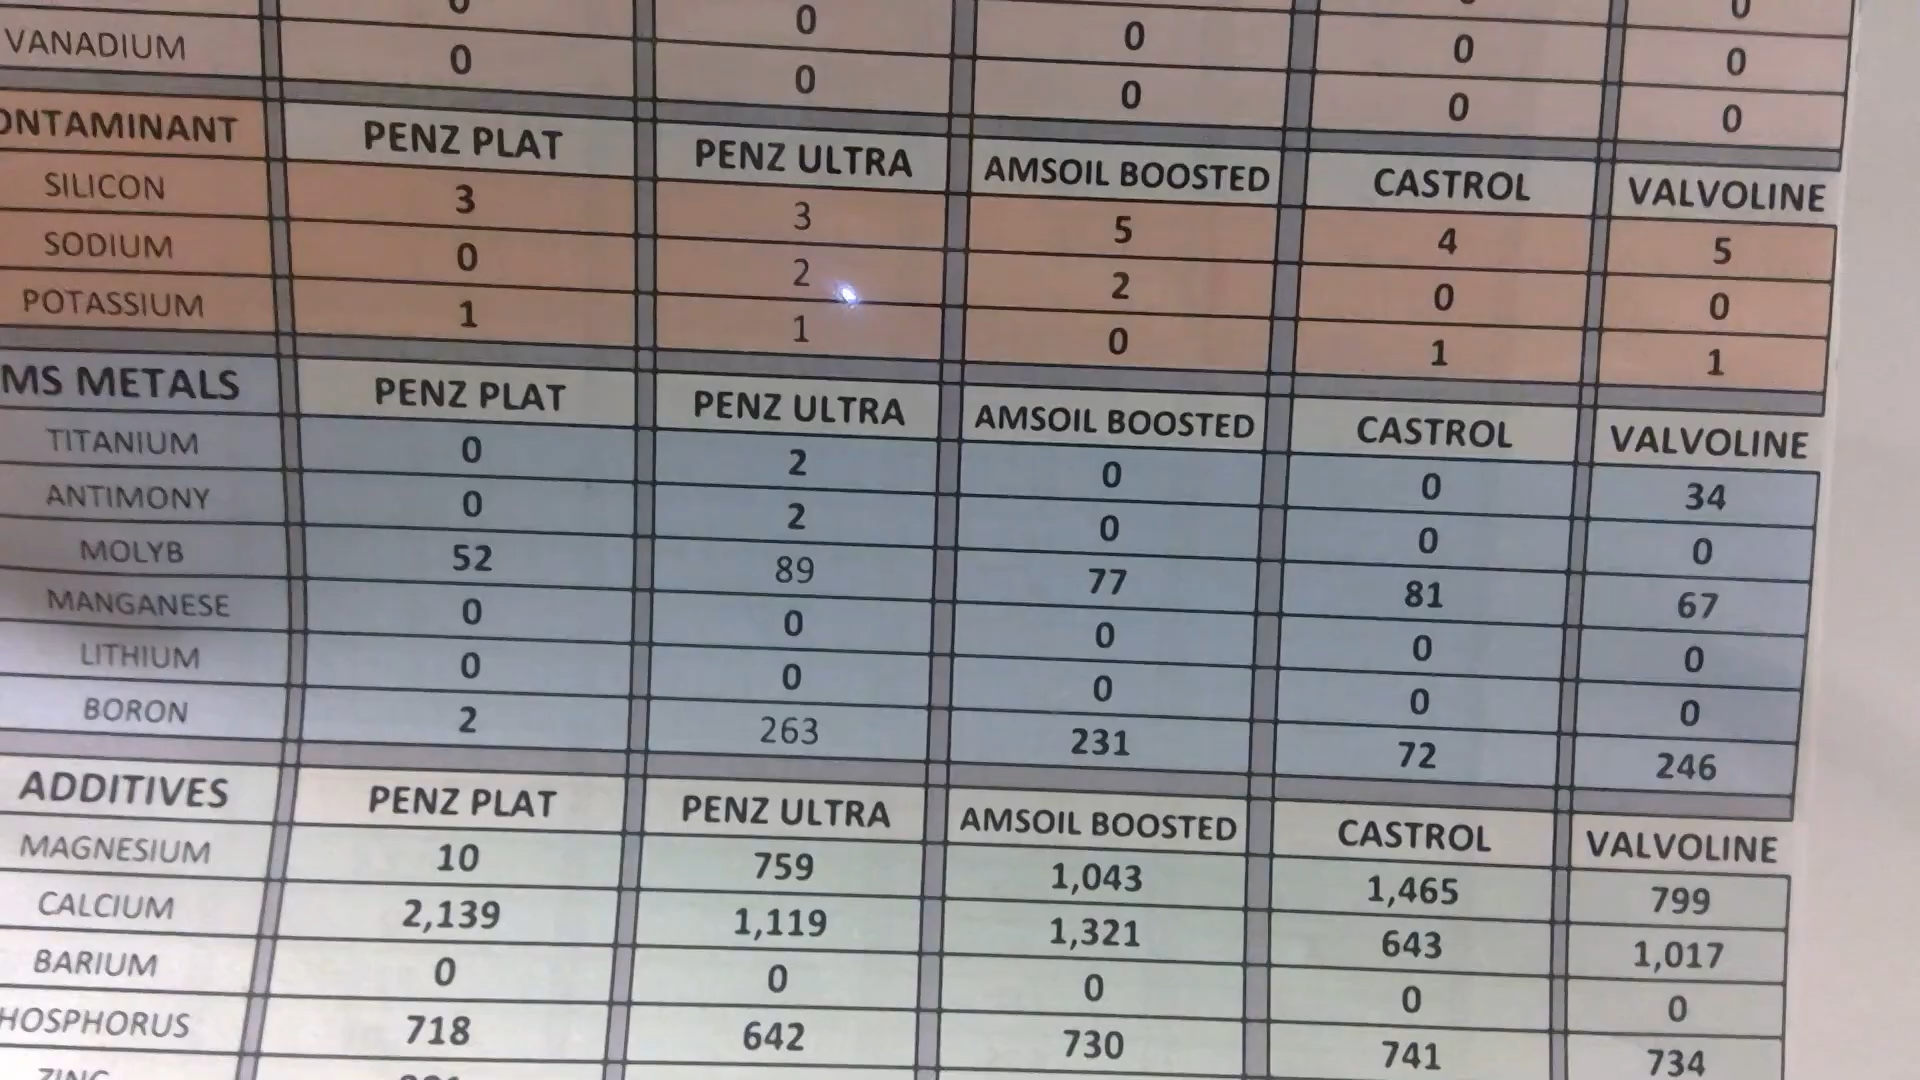 0 0 0 0 0
VANADIUM 0 0 0 0 0
ONTAMINANT PENZ PLAT PENZ ULTRA AMSOIL BOOSTED CASTROL VALVOLINE
SILICON 3 3 5 4 5
SODIUM 0 2 2 0 0
POTASSIUM 1 1 0 1 1
MS METALS PENZ PLAT PENZ ULTRA AMSOIL BOOSTED CASTROL VALVOLINE
TITANIUM 0 2 0 0 34
ANTIMONY 0 2 0 0 0
MOLYB 52 89 77 81 67
MANGANESE 0 0 0 0 0
LITHIUM 0 0 0 0 0
BORON 2 263 231 72 246
ADDITIVES PENZ PLAT PENZ ULTRA AMSOIL BOOSTED CASTROL VALVOLINE
MAGNESIUM 10 759 1,043 1,465 799
CALCIUM 2,139 1,119 1,321 643 1,017
BARIUM 0 0 0 0 0
HOSPHORUS 718 642 730 741 734
ZINC